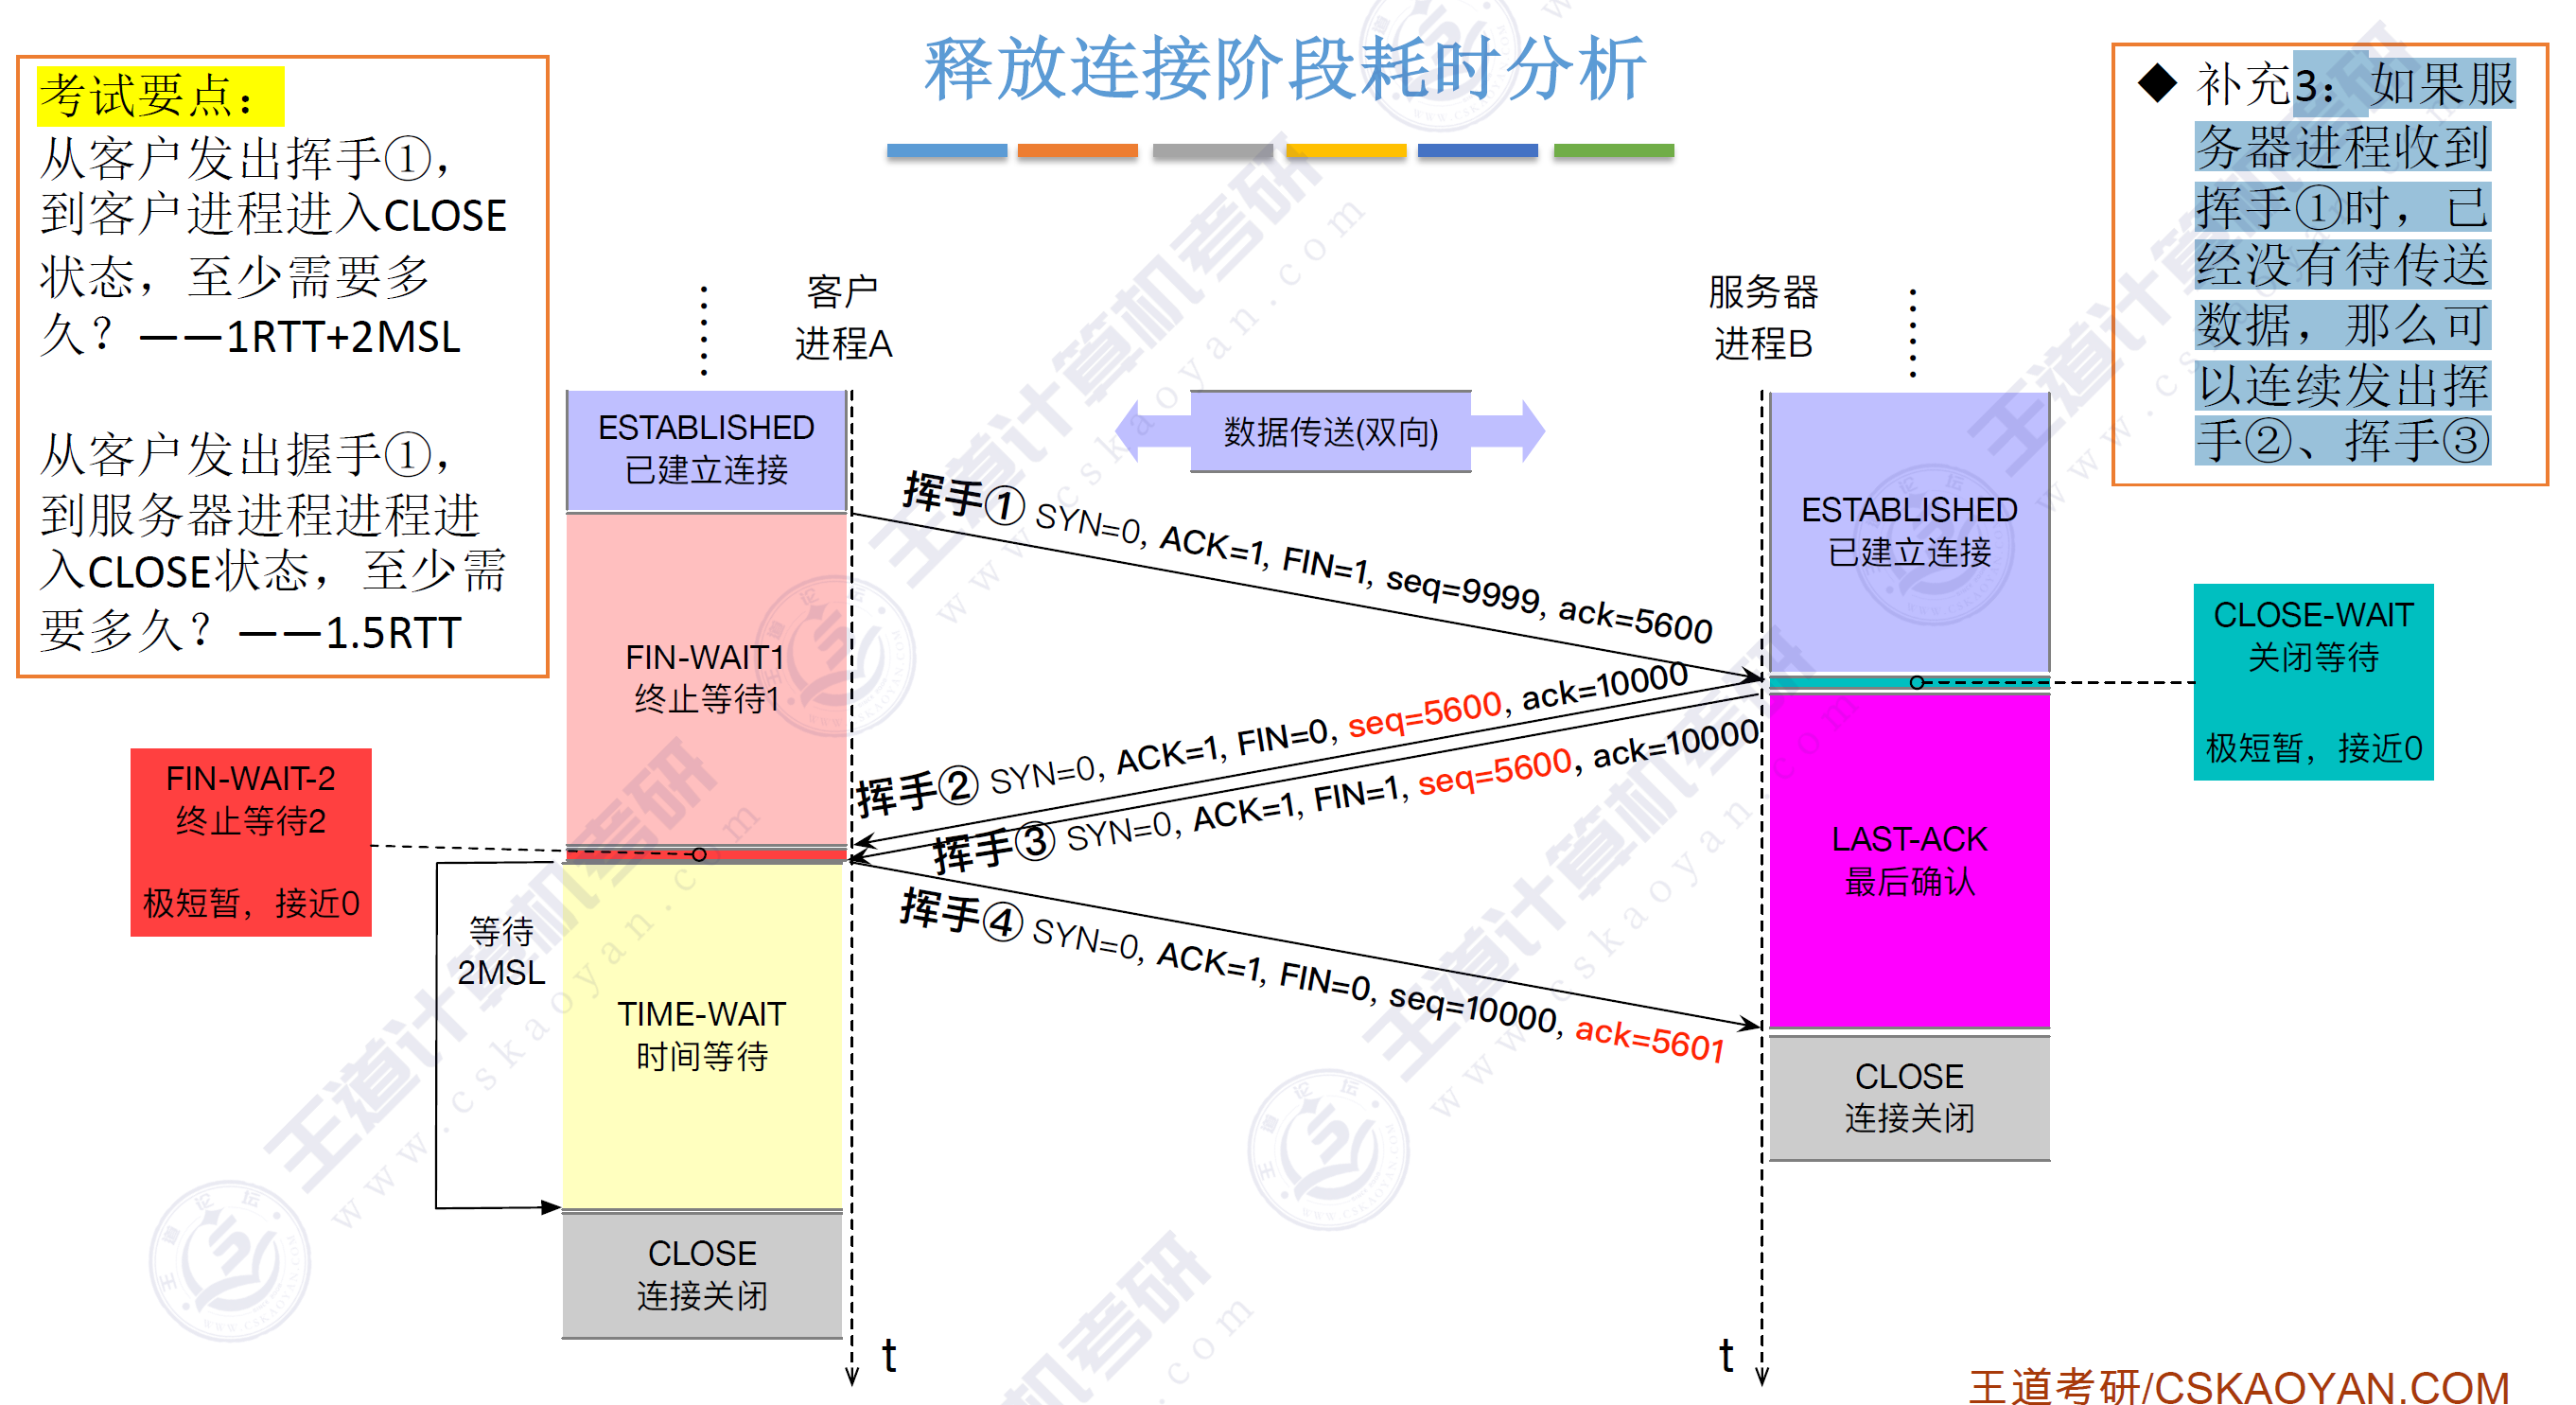 释放连接阶段耗时分析
考试要点：
从客户发出挥手①，
到客户进程进入CLOSE
状态，至少需要多
久？——1RTT+2MSL
从客户发出握手①，
到服务器进程进程进
入CLOSE状态，至少需
要多久？——1.5RTT
◆ 补充3：如果服
务器进程收到
挥手①时，已
经没有待传送
数据，那么可
以连续发出挥
手②、挥手③
客户
进程A
服务器
进程B
ESTABLISHED
已建立连接
数据传送(双向)
ESTABLISHED
已建立连接
挥手① SYN=0, ACK=1, FIN=1, seq=9999, ack=5600
FIN-WAIT1
终止等待1
CLOSE-WAIT
关闭等待
极短暂，接近0
挥手② SYN=0, ACK=1, FIN=0, seq=5600, ack=10000
挥手③ SYN=0, ACK=1, FIN=1, seq=5600, ack=10000
FIN-WAIT-2
终止等待2
极短暂，接近0
LAST-ACK
最后确认
挥手④ SYN=0, ACK=1, FIN=0, seq=10000, ack=5601
等待
2MSL
TIME-WAIT
时间等待
CLOSE
连接关闭
CLOSE
连接关闭
t
t
王道考研/CSKAOYAN.COM
王道计算机考研
www.cskaoyan.com